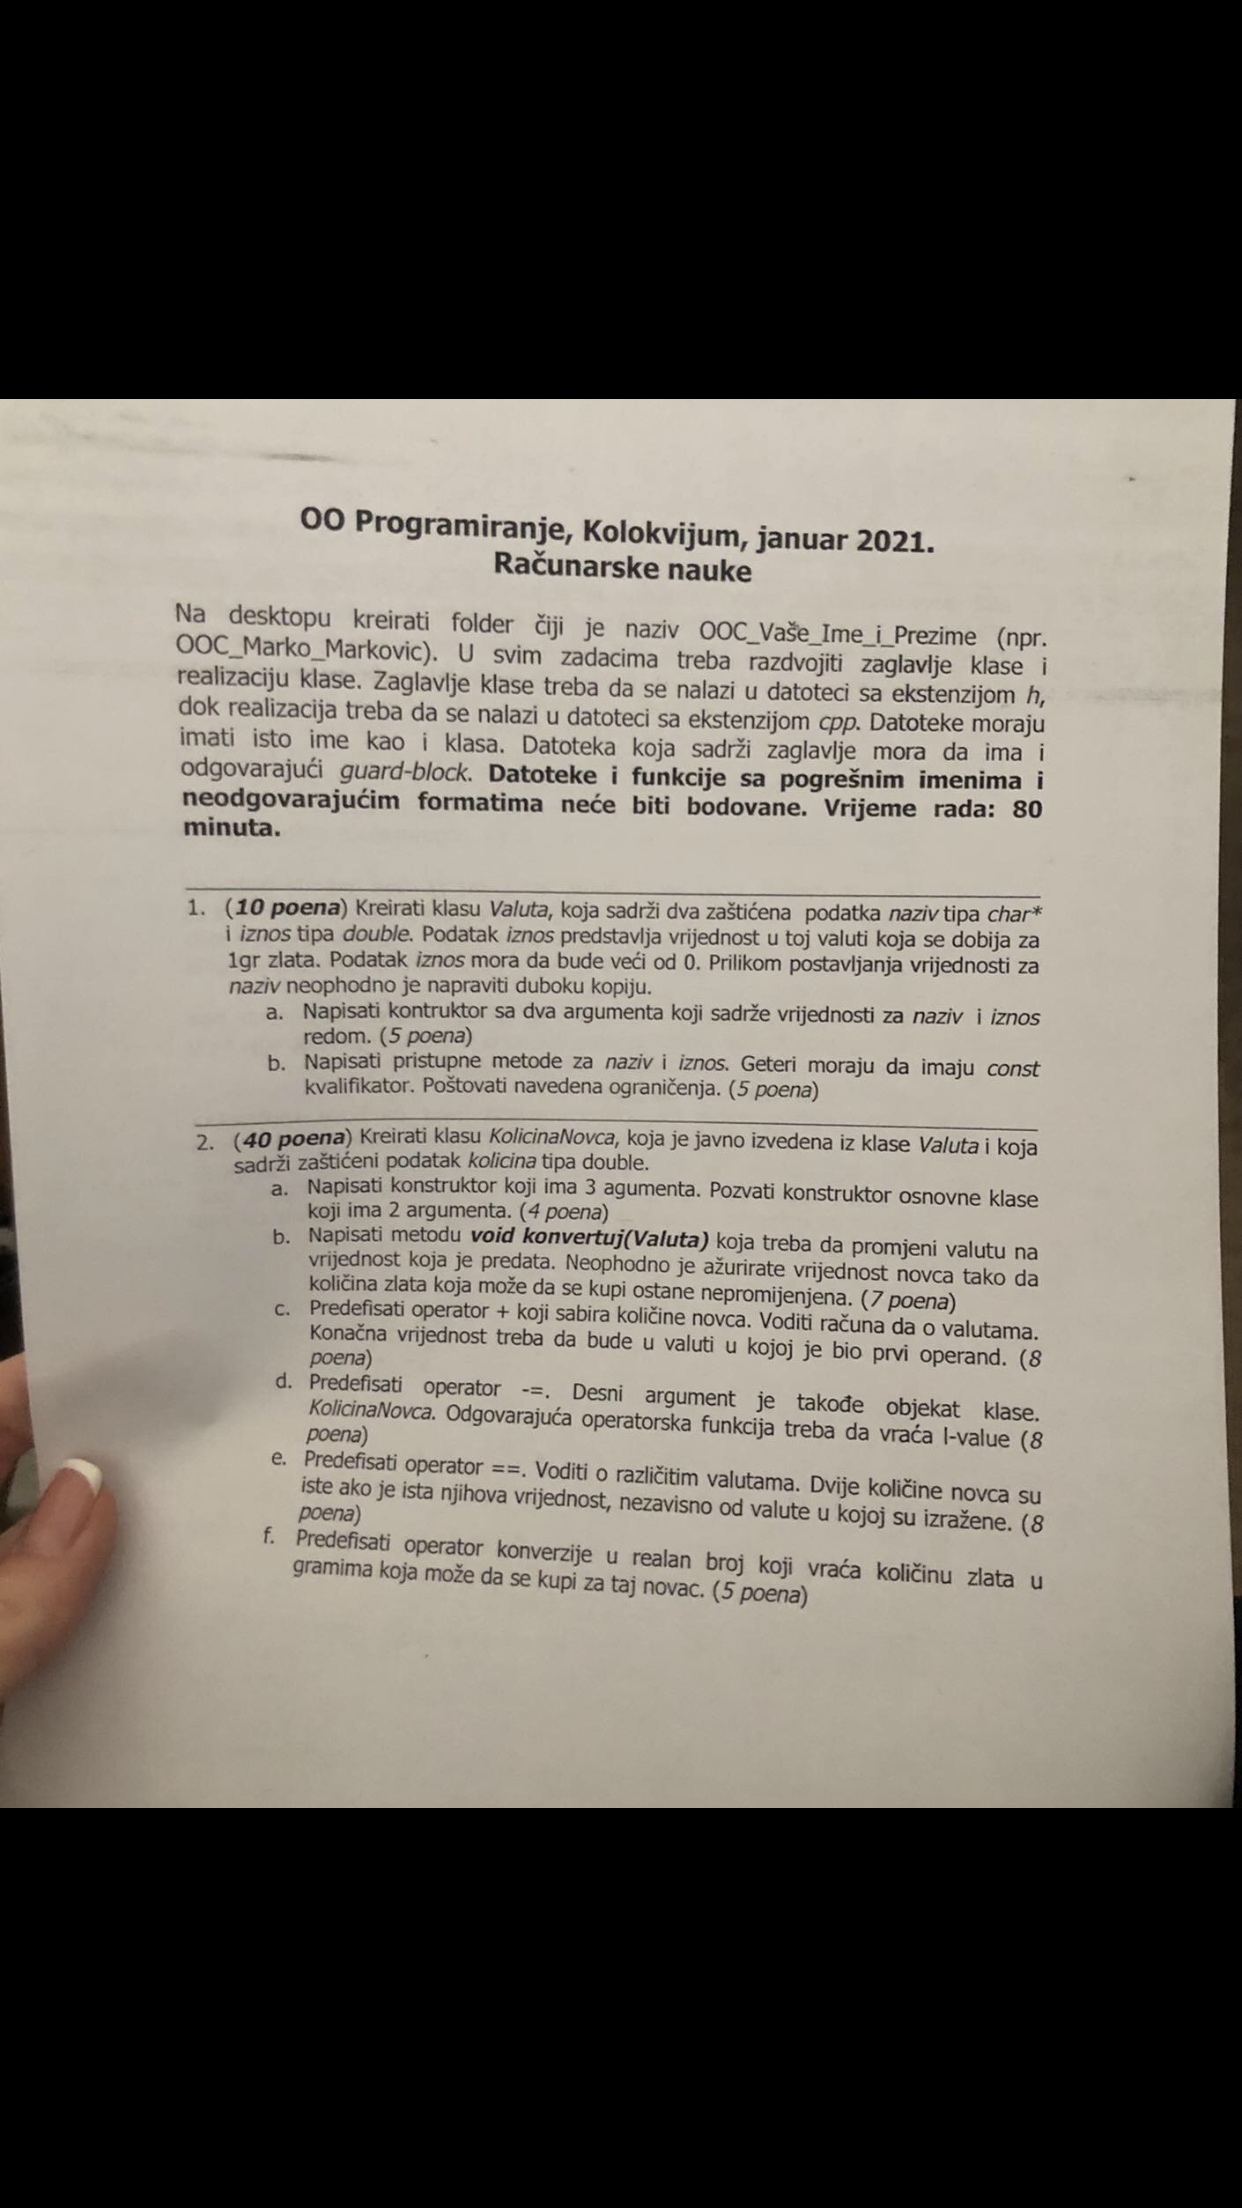 OO Programiranje, Kolokvijum, januar 2021.
Računarske nauke
Na desktopu kreirati folder čiji je naziv OOC_Vaše_Ime_i_Prezime (npr.
OOC_Marko_Markovic). U svim zadacima treba razdvojiti zaglavlje klase i
realizaciju klase. Zaglavlje klase treba da se nalazi u datoteci sa ekstenzijom h,
dok realizacija treba da se nalazi u datoteci sa ekstenzijom cpp. Datoteke moraju
imati isto ime kao i klasa. Datoteka koja sadrži zaglavlje mora da ima i
odgovarajući guard-block. Datoteke i funkcije sa pogrešnim imenima i
neodgovarajućim formatima neće biti bodovane. Vrijeme rada: 80
minuta.
1. (10 poena) Kreirati klasu Valuta, koja sadrži dva zaštićena podatka naziv tipa char*
i iznos tipa double. Podatak iznos predstavlja vrijednost u toj valuti koja se dobija za
1gr zlata. Podatak iznos mora da bude veći od 0. Prilikom postavljanja vrijednosti za
naziv neophodno je napraviti duboku kopiju.
a. Napisati kontruktor sa dva argumenta koji sadrže vrijednosti za naziv i iznos
redom. (5 poena)
b. Napisati pristupne metode za naziv i iznos. Geteri moraju da imaju const
kvalifikator. Poštovati navedena ograničenja. (5 poena)
2. (40 poena) Kreirati klasu KolicinaNovca, koja je javno izvedena iz klase Valuta i koja
sadrži zaštićeni podatak kolicina tipa double.
a. Napisati konstruktor koji ima 3 agumenta. Pozvati konstruktor osnovne klase
koji ima 2 argumenta. (4 poena)
b. Napisati metodu void konvertuj(Valuta) koja treba da promjeni valutu na
vrijednost koja je predata. Neophodno je ažurirate vrijednost novca tako da
količina zlata koja može da se kupi ostane nepromijenjena. (7 poena)
c. Predefisati operator + koji sabira količine novca. Voditi računa da o valutama.
Konačna vrijednost treba da bude u valuti u kojoj je bio prvi operand. (8
poena)
d. Predefisati operator -=. Desni argument je takođe objekat klase.
KolicinaNovca. Odgovarajuća operatorska funkcija treba da vraća l-value (8
poena)
e. Predefisati operator ==. Voditi o različitim valutama. Dvije količine novca su
iste ako je ista njihova vrijednost, nezavisno od valute u kojoj su izražene. (8
poena)
f. Predefisati operator konverzije u realan broj koji vraća količinu zlata u
gramima koja može da se kupi za taj novac. (5 poena)